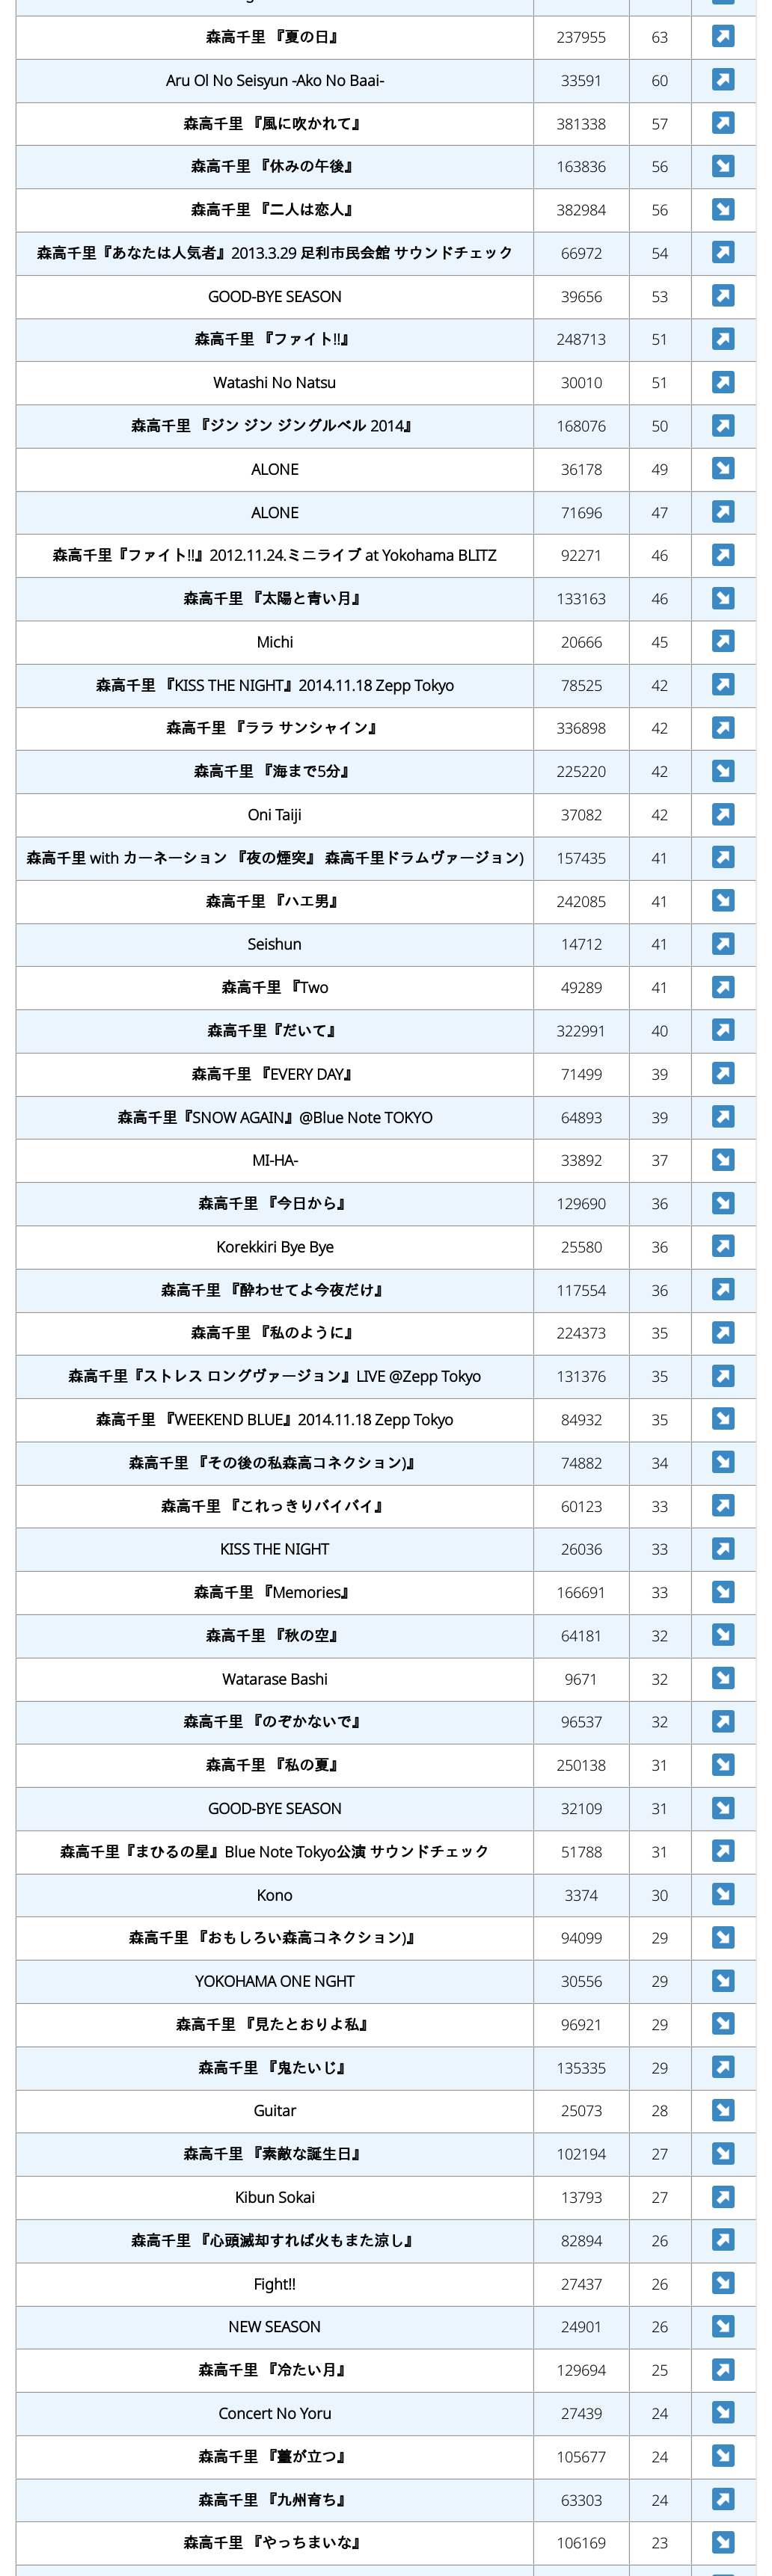 森高千里 『夏の日』 237955 63 ↗
Aru OI No Seisyun -Ako No Baai- 33591 60 ↗
森高千里 『風に吹かれて』 381338 57 ↗
森高千里 『休みの午後』 163836 56 ↘
森高千里 『二人は恋人』 382984 56 ↘
森高千里『あなたは人気者』2013.3.29 足利市民会館 サウンドチェック 66972 54 ↗
GOOD-BYE SEASON 39656 53 ↗
森高千里 『ファイト!!』 248713 51 ↗
Watashi No Natsu 30010 51 ↗
森高千里 『ジン ジン ジングルベル 2014』 168076 50 ↗
ALONE 36178 49 ↘
ALONE 71696 47 ↗
森高千里『ファイト!!』2012.11.24.ミニライブ at Yokohama BLITZ 92271 46 ↗
森高千里 『太陽と青い月』 133163 46 ↘
Michi 20666 45 ↗
森高千里 『KISS THE NIGHT』2014.11.18 Zepp Tokyo 78525 42 ↗
森高千里 『ララ サンシャイン』 336898 42 ↗
森高千里 『海まで5分』 225220 42 ↘
Oni Taiji 37082 42 ↗
森高千里 with カーネーション 『夜の煙突』 森高千里ドラムヴァージョン) 157435 41 ↗
森高千里 『ハエ男』 242085 41 ↘
Seishun 14712 41 ↗
森高千里 『Two 49289 41 ↗
森高千里『だいて』 322991 40 ↗
森高千里 『EVERY DAY』 71499 39 ↗
森高千里『SNOW AGAIN』@Blue Note TOKYO 64893 39 ↗
MI-HA- 33892 37 ↘
森高千里 『今日から』 129690 36 ↘
Korekkiri Bye Bye 25580 36 ↗
森高千里 『酔わせてよ今夜だけ』 117554 36 ↗
森高千里 『私のように』 224373 35 ↗
森高千里『ストレス ロングヴァージョン』LIVE @Zepp Tokyo 131376 35 ↗
森高千里 『WEEKEND BLUE』2014.11.18 Zepp Tokyo 84932 35 ↘
森高千里 『その後の私森高コネクション)』 74882 34 ↘
森高千里 『これっきりバイバイ』 60123 33 ↗
KISS THE NIGHT 26036 33 ↗
森高千里 『Memories』 166691 33 ↘
森高千里 『秋の空』 64181 32 ↘
Watarase Bashi 9671 32 ↘
森高千里 『のぞかないで』 96537 32 ↗
森高千里 『私の夏』 250138 31 ↘
GOOD-BYE SEASON 32109 31 ↘
森高千里『まひるの星』Blue Note Tokyo公演 サウンドチェック 51788 31 ↗
Kono 3374 30 ↘
森高千里 『おもしろい森高コネクション)』 94099 29 ↘
YOKOHAMA ONE NGHT 30556 29 ↘
森高千里 『見たとおりよ私』 96921 29 ↘
森高千里 『鬼たいじ』 135335 29 ↗
Guitar 25073 28 ↘
森高千里 『素敵な誕生日』 102194 27 ↘
Kibun Sokai 13793 27 ↗
森高千里 『心頭滅却すれば火もまた涼し』 82894 26 ↗
Fight!! 27437 26 ↘
NEW SEASON 24901 26 ↘
森高千里 『冷たい月』 129694 25 ↗
Concert No Yoru 27439 24 ↘
森高千里 『薹が立つ』 105677 24 ↘
森高千里 『九州育ち』 63303 24 ↗
森高千里 『やっちまいな』 106169 23 ↘